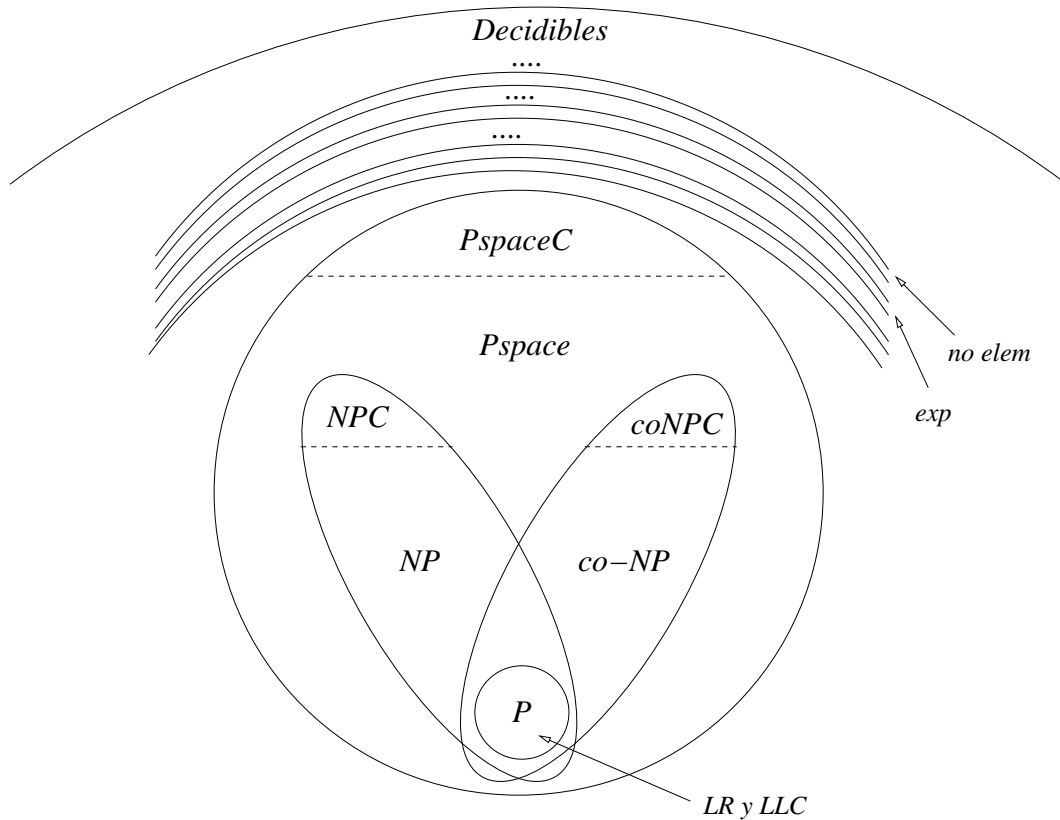 Decidibles
....
....
....
PspaceC
Pspace
no elem
NPC
coNPC
exp
NP
co−NP
P
LR y LLC